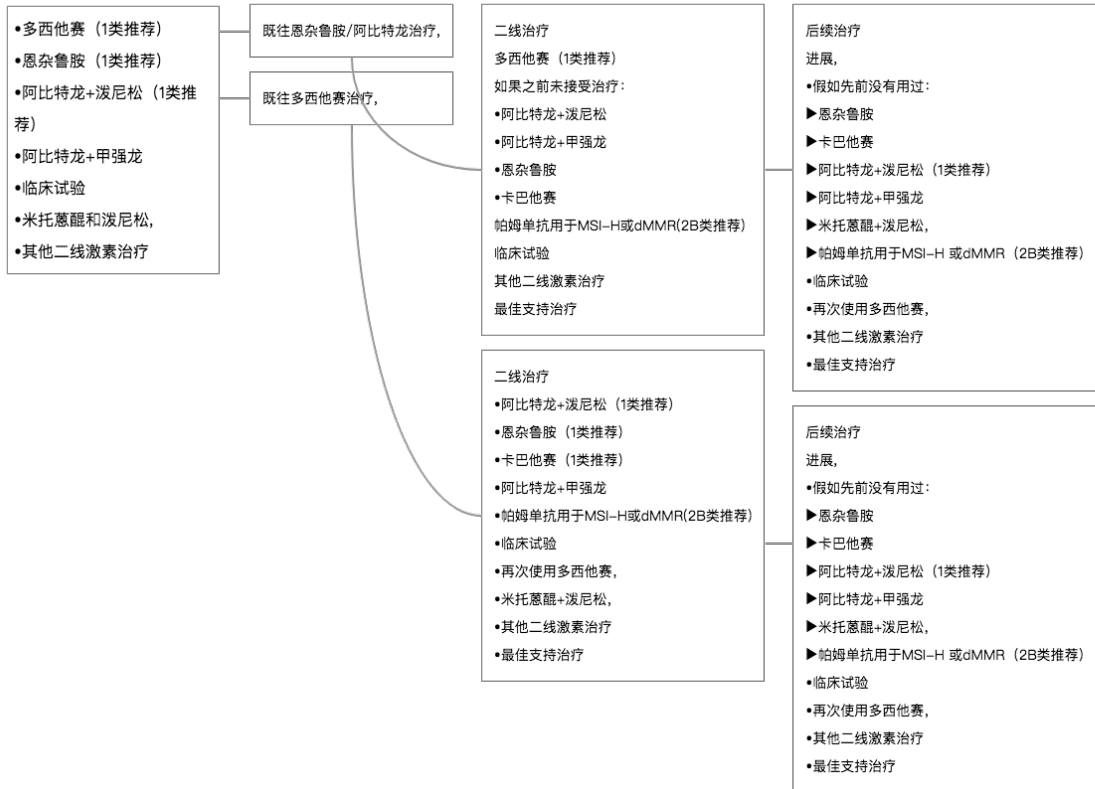 •多西他赛（1类推荐）
•恩杂鲁胺（1类推荐）
•阿比特龙+泼尼松（1类推
荐）
•阿比特龙+甲强龙
•临床试验
•米托蒽醌和泼尼松，
•其他二线激素治疗
既往恩杂鲁胺/阿比特龙治疗，
既往多西他赛治疗，
二线治疗
多西他赛（1类推荐）
如果之前未接受治疗：
•阿比特龙+泼尼松
•阿比特龙+甲强龙
•恩杂鲁胺
•卡巴他赛
帕姆单抗用于MSI-H或dMMR(2B类推荐)
临床试验
其他二线激素治疗
最佳支持治疗
后续治疗
进展，
•假如先前没有用过：
▶恩杂鲁胺
▶卡巴他赛
▶阿比特龙+泼尼松（1类推荐）
▶阿比特龙+甲强龙
▶米托蒽醌+泼尼松，
▶帕姆单抗用于MSI-H 或dMMR（2B类推荐）
•临床试验
•再次使用多西他赛，
•其他二线激素治疗
•最佳支持治疗
二线治疗
•阿比特龙+泼尼松（1类推荐）
•恩杂鲁胺（1类推荐）
•卡巴他赛（1类推荐）
•阿比特龙+甲强龙
•帕姆单抗用于MSI-H或dMMR(2B类推荐)
•临床试验
•再次使用多西他赛，
•米托蒽醌+泼尼松，
•其他二线激素治疗
•最佳支持治疗
后续治疗
进展，
•假如先前没有用过：
▶恩杂鲁胺
▶卡巴他赛
▶阿比特龙+泼尼松（1类推荐）
▶阿比特龙+甲强龙
▶米托蒽醌+泼尼松，
▶帕姆单抗用于MSI-H 或dMMR（2B类推荐）
•临床试验
•再次使用多西他赛，
•其他二线激素治疗
•最佳支持治疗